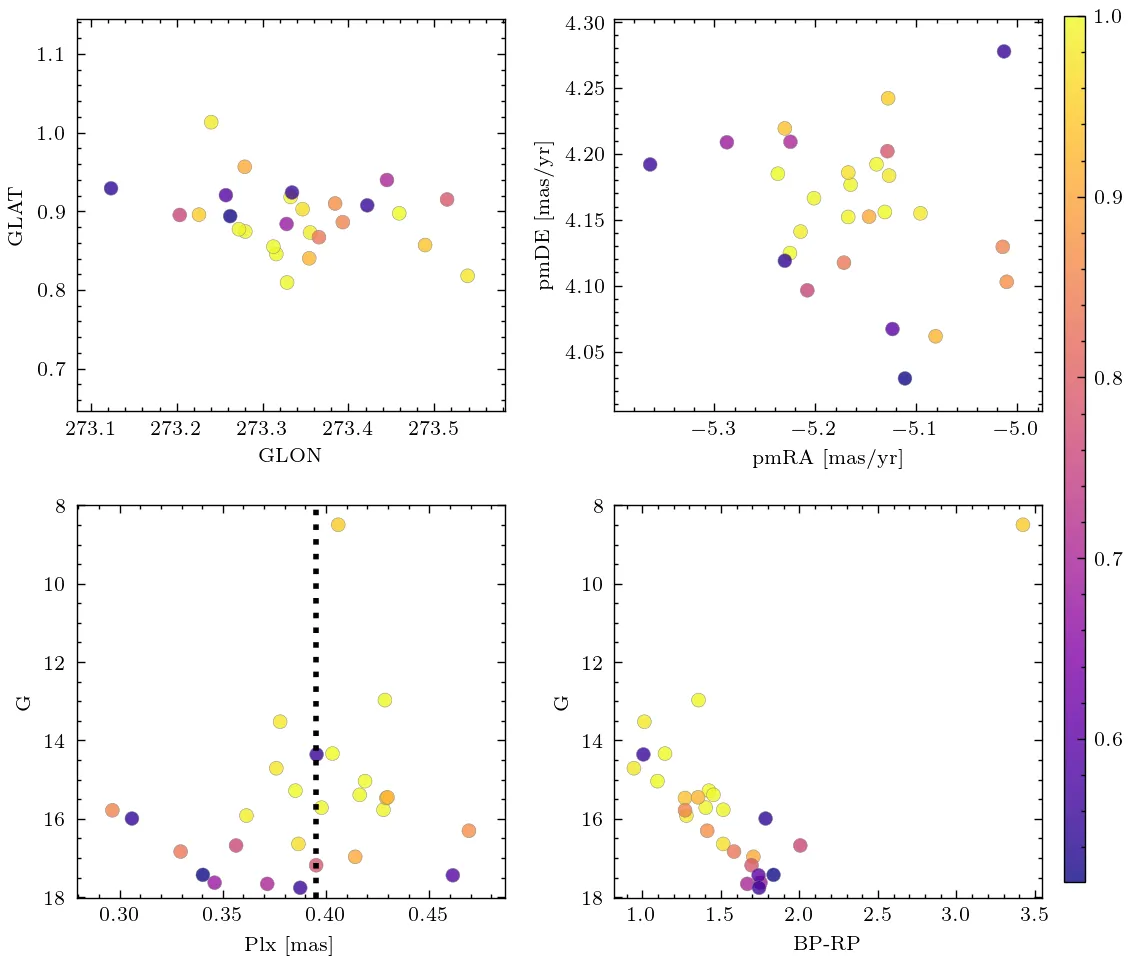 1.1
1.0
0.9
0.8
0.7
GLAT
273.1 273.2 273.3 273.4 273.5
GLON
4.30
4.25
4.20
4.15
4.10
4.05
pmDE [mas/yr]
−5.3 −5.2 −5.1 −5.0
pmRA [mas/yr]
1.0
0.9
0.8
0.7
0.6
8
10
12
14
16
18
G
0.30 0.35 0.40 0.45
Plx [mas]
8
10
12
14
16
18
G
1.0 1.5 2.0 2.5 3.0 3.5
BP-RP